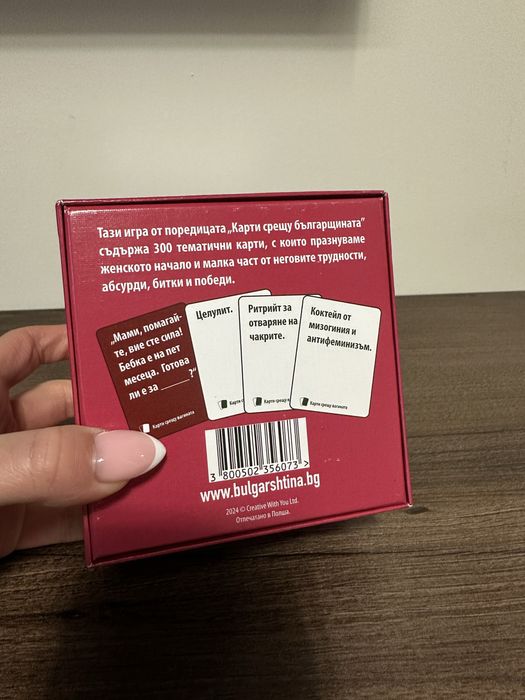 Тази игра от поредицата „Карти срещу българщината“
съдържа 300 тематични карти, с които празнуваме
женското начало и малка част от неговите трудности,
абсурди, битки и победи.
„Мами, помагай-
те, вие сте сила!
Бебка е на пет
месеца. Готова
ли е за ______?“
Карти срещу вагината
Целулит.
Карти с
Ритрийт за
отваряне на
чакрите.
Карти срещу в
Коктейл от
мизогиния и
антифеминизъм.
Карти срещу вагината
3 800502 356073 >
www.bulgarshtina.bg
2024 © Creative With You Ltd.
Отпечатано в Полша.